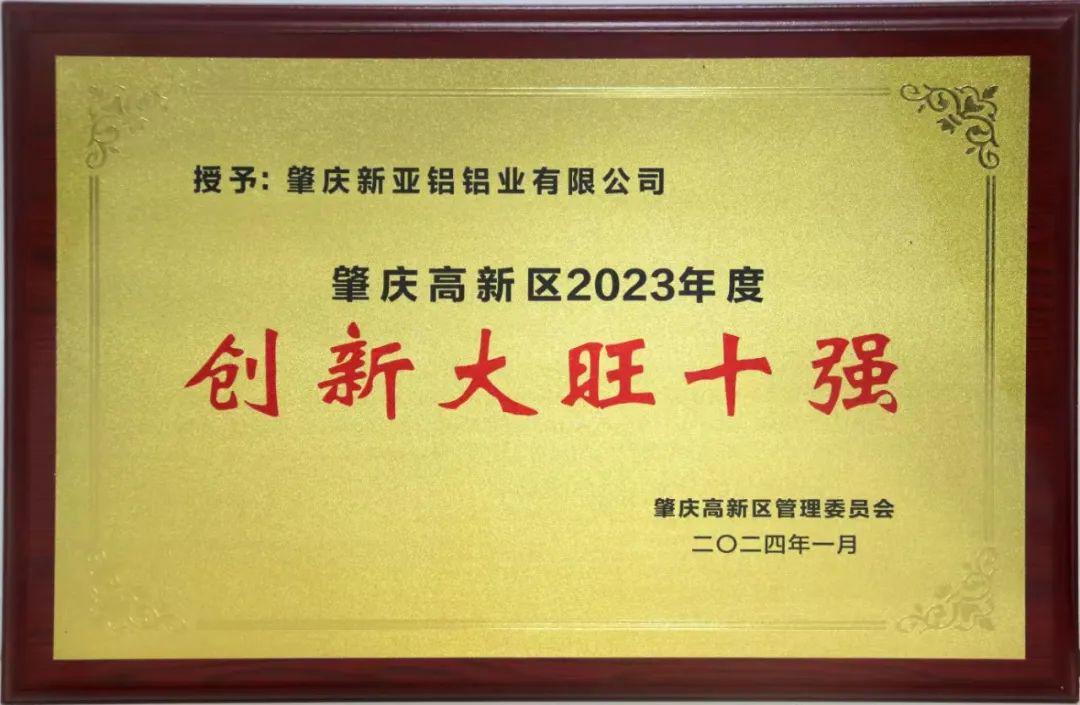 授予：肇庆新亚铝铝业有限公司
肇庆高新区2023年度
创新大旺十强
肇庆高新区管理委员会
二〇二四年一月